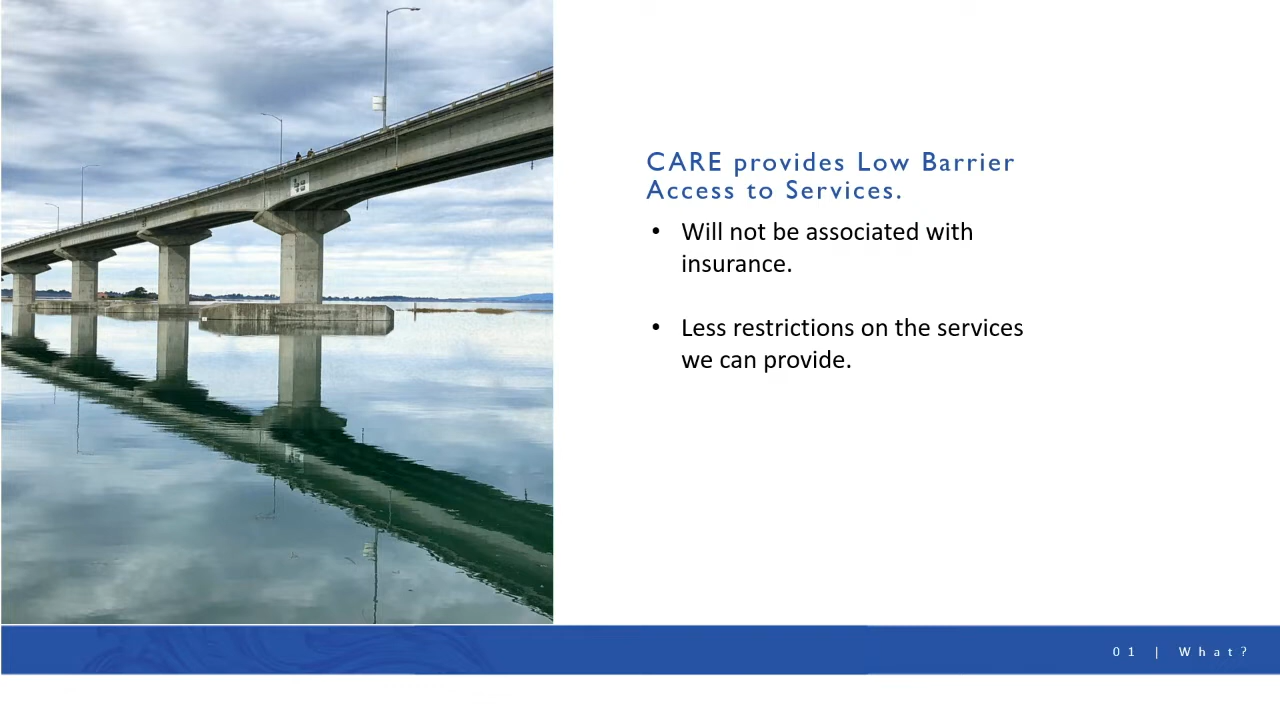 CARE provides Low Barrier
Access to Services.
• Will not be associated with
insurance.
• Less restrictions on the services
we can provide.
01 | What?